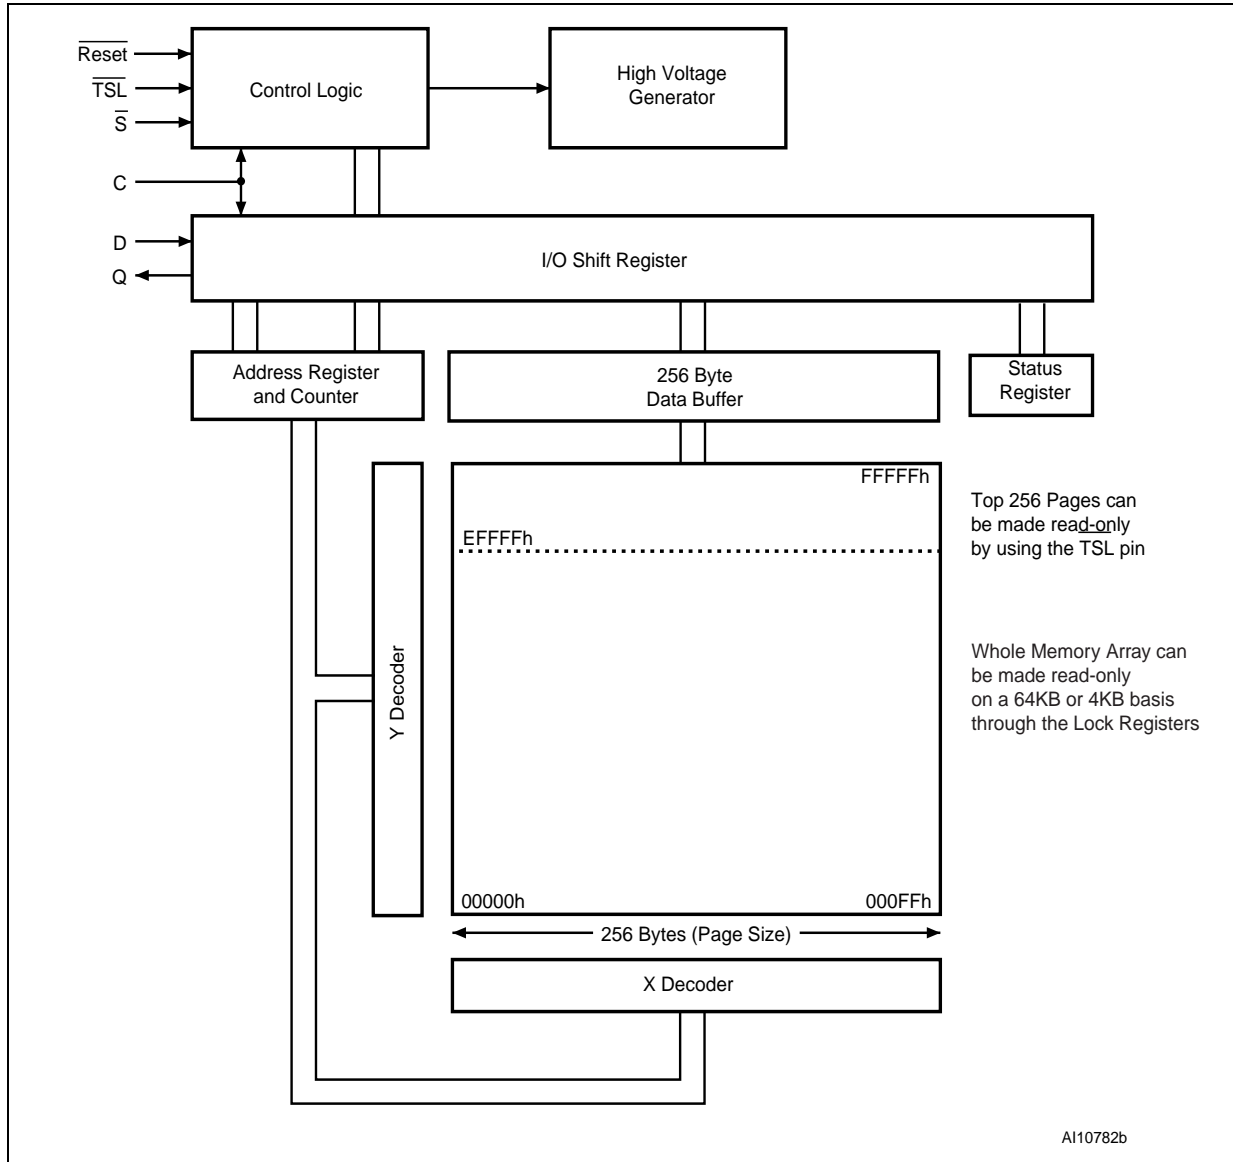 Reset
TSL
S
C
D
Q
Control Logic
High Voltage
Generator
I/O Shift Register
Address Register
and Counter
256 Byte
Data Buffer
Status
Register
Y Decoder
FFFFFh
EFFFFh
00000h
000FFh
256 Bytes (Page Size)
X Decoder
Top 256 Pages can
be made read-only
by using the TSL pin
Whole Memory Array can
be made read-only
on a 64KB or 4KB basis
through the Lock Registers
AI10782b